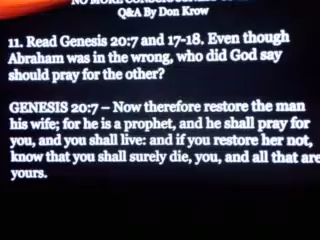 NO MORE
Q&A By Don Krow
11. Read Genesis 20:7 and 17-18. Even though
Abraham was in the wrong, who did God say
should pray for the other?
GENESIS 20:7 – Now therefore restore the man
his wife; for he is a prophet, and he shall pray for
you, and you shall live: and if you restore her not,
know that you shall surely die, you, and all that are
yours.